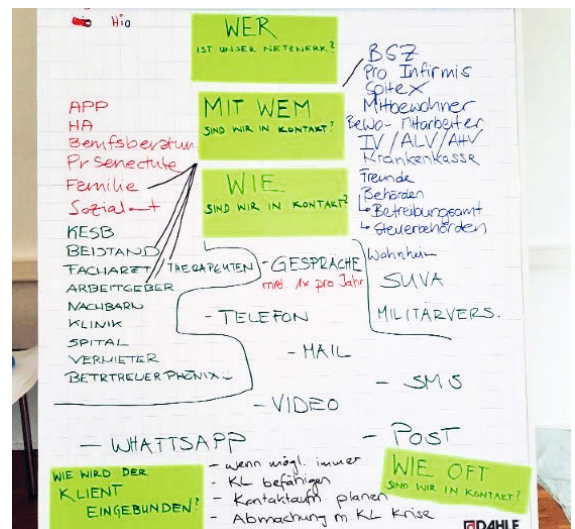 Hio
WER
IST UNSER NETZWERK?
MIT WEM
SIND WIR IN KONTAKT?
WIE
SIND WIR IN KONTAKT?
APP
HA
Berufsberatung
Pr Senectute
Familie
Sozial
KESB
BEISTAND
FACHARZT / THERAPEUTEN
ARBEITGEBER
NACHBARN
KLINIK
SPITAL
VERMIETER
BETRTREUER PHÖNIX
BSZ
Pro Infirmis
Spitex
Mitbewohner
Bewo- Mitarbeiter
IV / ALV / AHV
Krankenkasse
Freunde
Behörden
↳ Betreibungsamt
↳ Steuerbehörden
Wohnheim
SUVA
MILITÄRVERS.
- GESPRÄCHE
1x pro Jahr
- TELEFON
- MAIL
- SMS
- VIDEO
- WHATTSAPP
- POST
WIE WIRD DER
KLIENT
EINGEBUNDEN?
- wenn mögl. immer
- KL befähigen
- Kontaktaufn. planen
- Abmachung m. KL Krise
WIE OFT
SIND WIR IN KONTAKT?
DAHLE